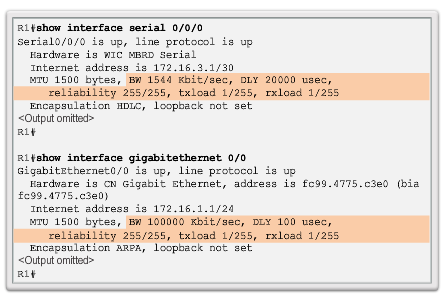 R1#show interface serial 0/0/0
Serial0/0/0 is up, line protocol is up
Hardware is WIC MBRD Serial
Internet address is 172.16.3.1/30
MTU 1500 bytes, BW 1544 Kbit/sec, DLY 20000 usec,
reliability 255/255, txload 1/255, rxload 1/255
Encapsulation HDLC, loopback not set
<Output omitted>
R1#
R1#show interface gigabitethernet 0/0
GigabitEthernet0/0 is up, line protocol is up
Hardware is CN Gigabit Ethernet, address is fc99.4775.c3e0 (bia
fc99.4775.c3e0)
Internet address is 172.16.1.1/24
MTU 1500 bytes, BW 100000 Kbit/sec, DLY 100 usec,
reliability 255/255, txload 1/255, rxload 1/255
Encapsulation ARPA, loopback not set
<Output omitted>
R1#